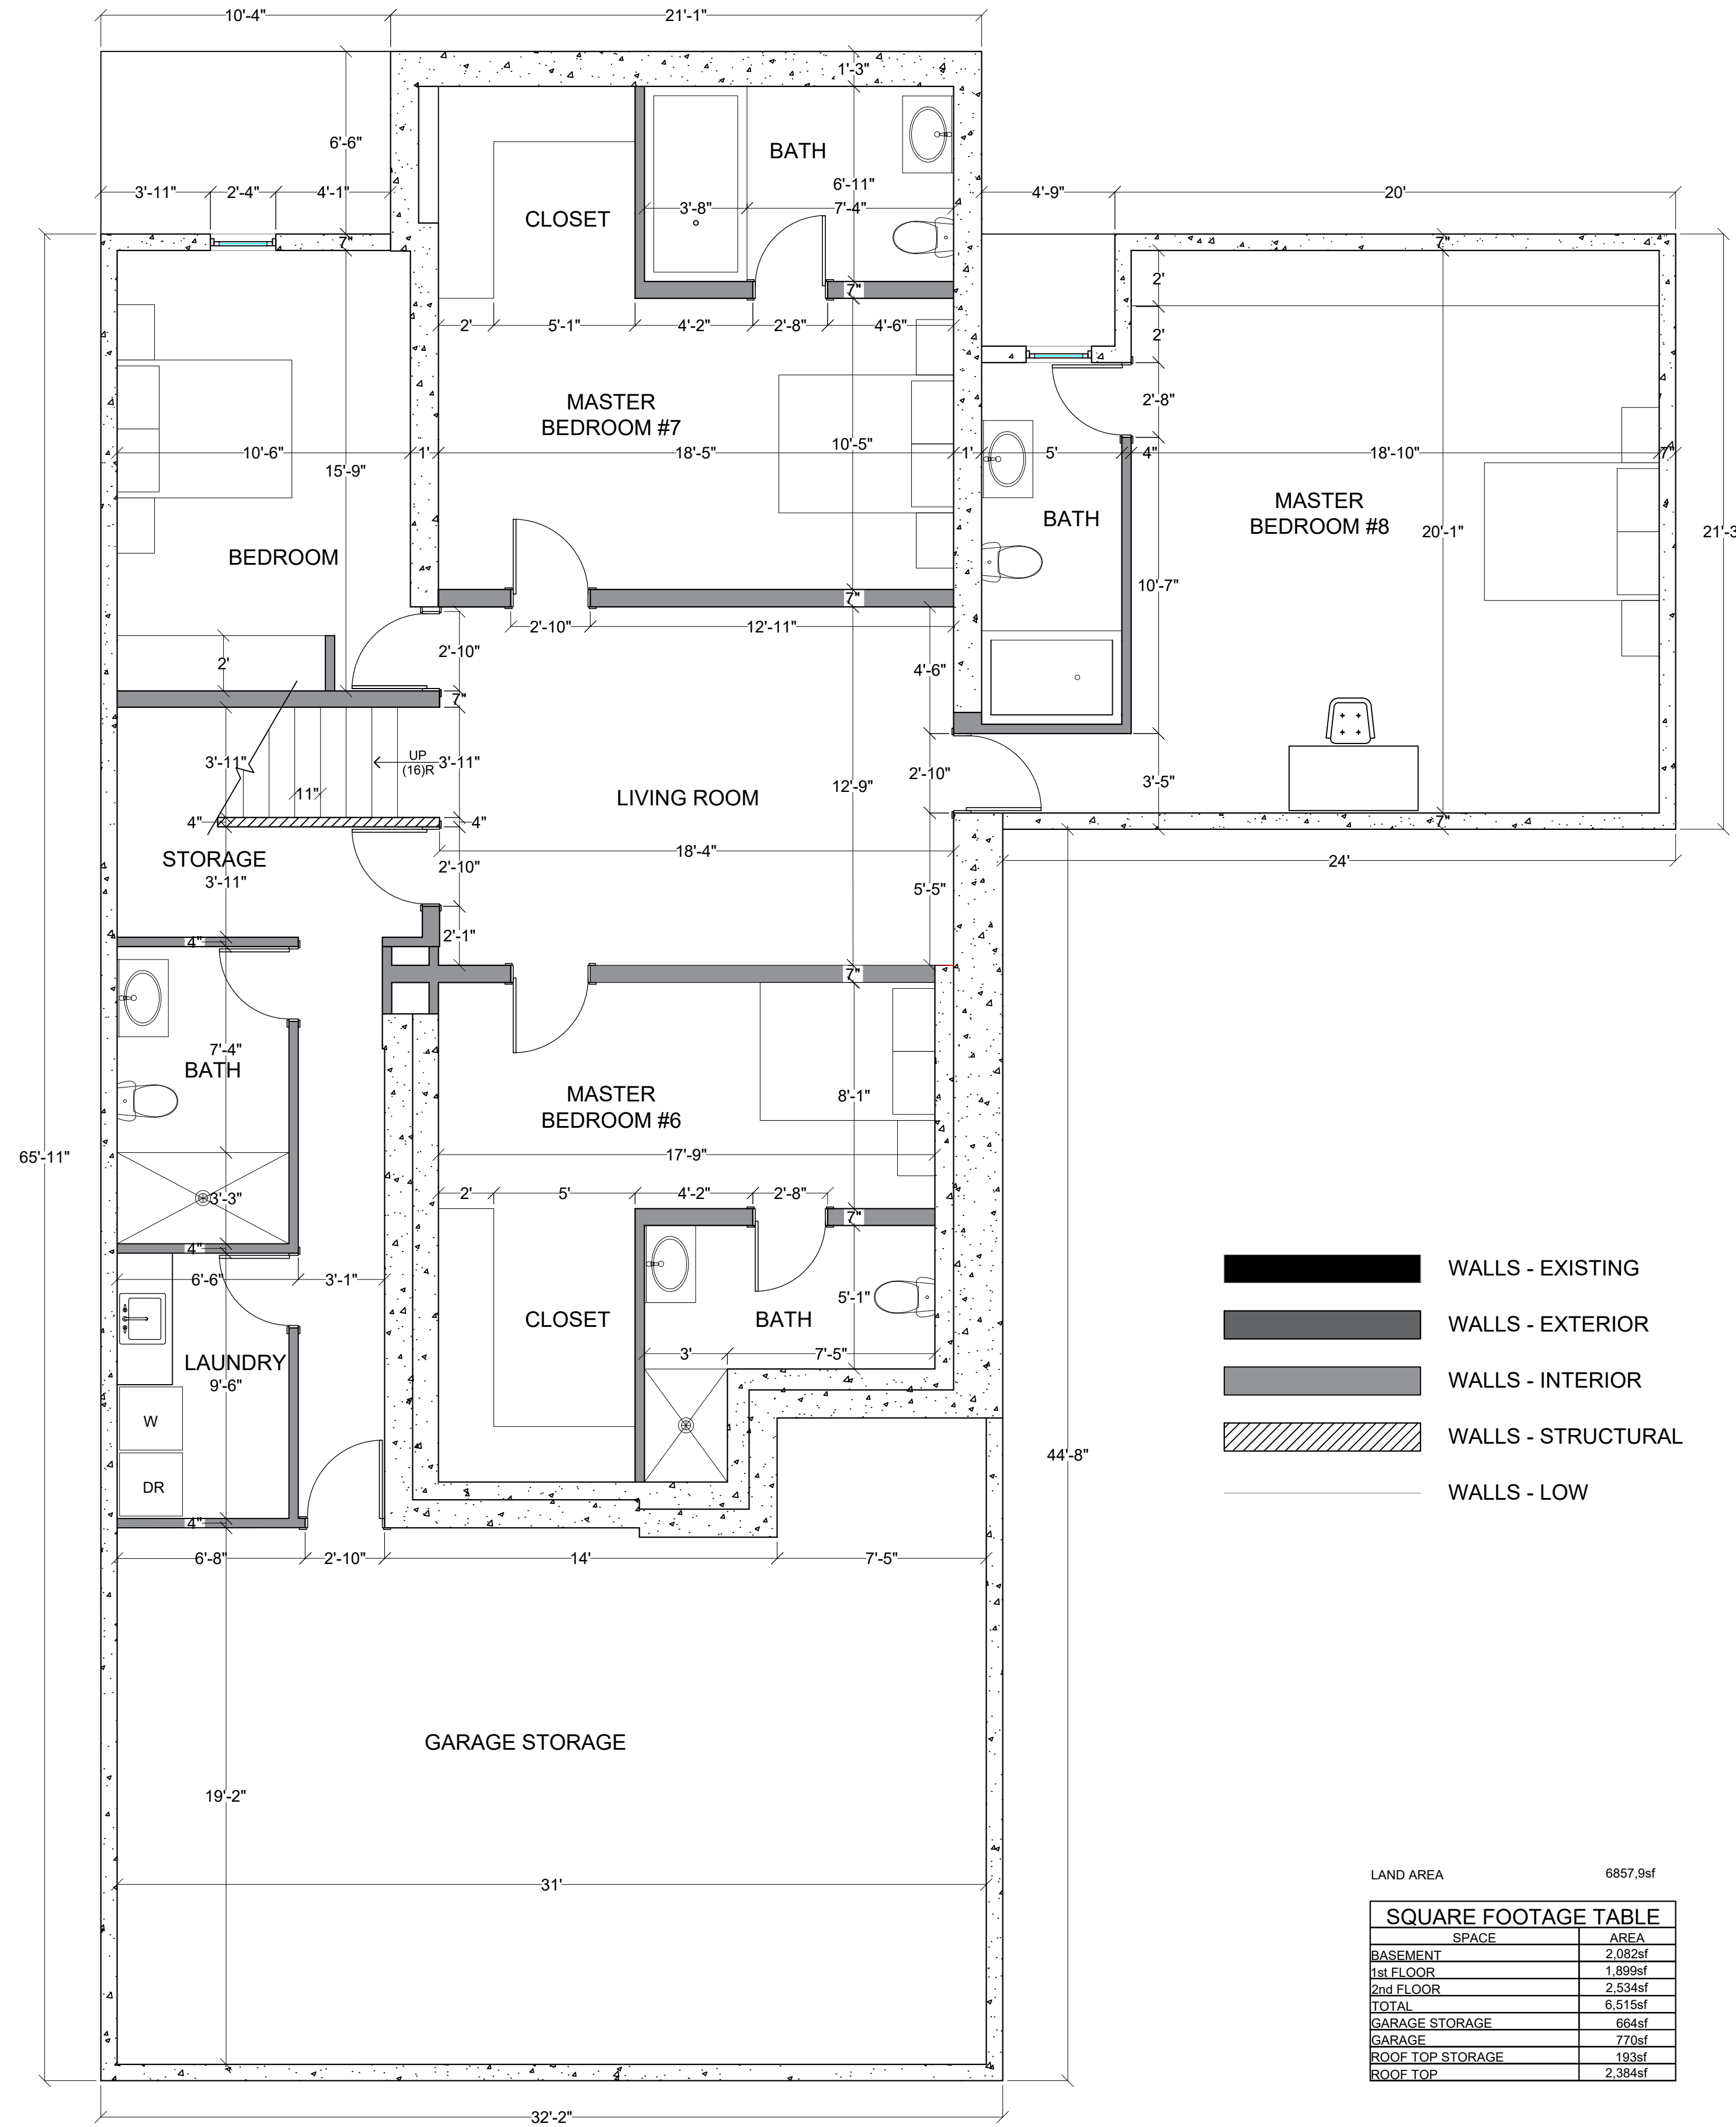 10'-4" 21'-1"
1'-3"
6'-6"
BATH
6'-11"
3'-11" 2'-4" 4'-1" 4'-9" 20'
3'-8" 7'-4"
CLOSET
7" 7"
2'
7"
2' 5'-1" 4'-2" 2'-8" 4'-6"
2'
MASTER
BEDROOM #7
2'-8"
10'-5"
10'-6" 1' 18'-5" 1' 5' 4" 18'-10" 7"
15'-9"
MASTER
BEDROOM #8
BATH
20'-1" 21'-3
BEDROOM
10'-7"
7"
2'-10" 12'-11"
2'-10"
2' 4'-6"
7"
UP
(16)R
3'-11" 3'-11"
2'-10"
3'-5"
12'-9"
11"
LIVING ROOM
4" 4" 7"
18'-4"
STORAGE
24'
2'-10"
3'-11"
5'-5"
2'-1"
4"
7"
7'-4"
BATH
MASTER
BEDROOM #6
8'-1"
17'-9"
65'-11"
2' 5' 4'-2" 2'-8"
3'-3"
7"
4"
WALLS - EXISTING
6'-6" 3'-1"
5'-1"
CLOSET
BATH
WALLS - EXTERIOR
3' 7'-5"
LAUNDRY
9'-6"
WALLS - INTERIOR
W
WALLS - STRUCTURAL
44'-8"
DR
WALLS - LOW
4"
6'-8" 2'-10" 14' 7'-5"
GARAGE STORAGE
19'-2"
31'
LAND AREA 6857,9sf
SQUARE FOOTAGE TABLE
SPACE AREA
BASEMENT 2,082sf
1st FLOOR 1,899sf
2nd FLOOR 2,534sf
TOTAL 6,515sf
GARAGE STORAGE 664sf
GARAGE 770sf
ROOF TOP STORAGE 193sf
ROOF TOP 2,384sf
32'-2"